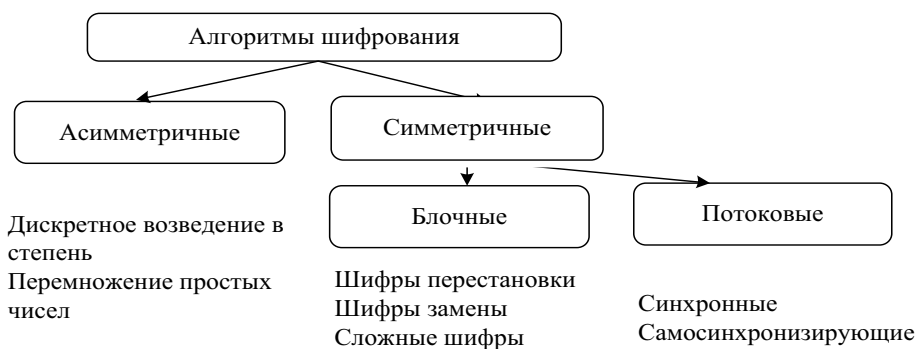 Алгоритмы шифрования
Асимметричные
Симметричные
Блочные
Потоковые
Дискретное возведение в
степень
Перемножение простых
чисел
Шифры перестановки
Шифры замены
Сложные шифры
Синхронные
Самосинхронизирующие